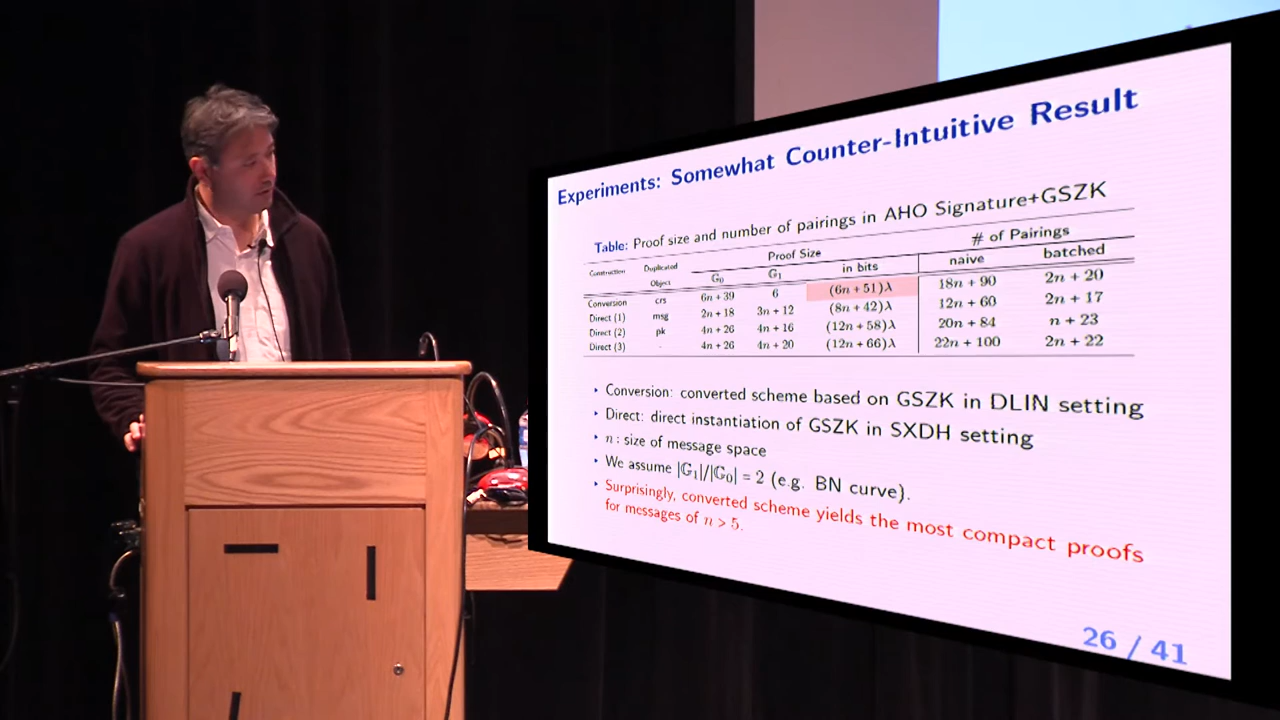 Experiments: Somewhat Counter-Intuitive Result
Table: Proof size and number of pairings in AHO Signature+GSZK
Construction Duplicated Object Proof Size # of Pairings
G₀ G₁ in bits naive batched
Conversion crs 6n + 39 6 (6n + 51)λ 18n + 90 2n + 20
Direct (1) msg 2n + 18 3n + 12 (8n + 42)λ 12n + 60 2n + 17
Direct (2) pk 4n + 26 4n + 16 (12n + 58)λ 20n + 84 n + 23
Direct (3) - 4n + 26 4n + 20 (12n + 66)λ 22n + 100 2n + 22
‣ Conversion: converted scheme based on GSZK in DLIN setting
‣ Direct: direct instantiation of GSZK in SXDH setting
‣ n : size of message space
‣ We assume |G₁|/|G₀| = 2 (e.g. BN curve).
‣ Surprisingly, converted scheme yields the most compact proofs
for messages of n > 5.
26 / 41